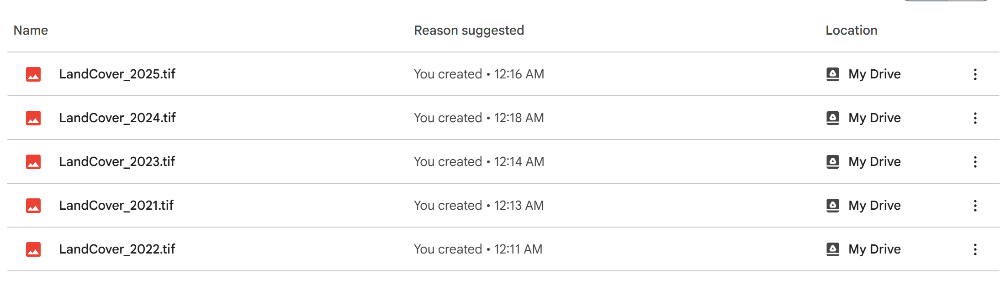 Name Reason suggested Location
LandCover_2025.tif You created • 12:16 AM My Drive
LandCover_2024.tif You created • 12:18 AM My Drive
LandCover_2023.tif You created • 12:14 AM My Drive
LandCover_2021.tif You created • 12:13 AM My Drive
LandCover_2022.tif You created • 12:11 AM My Drive